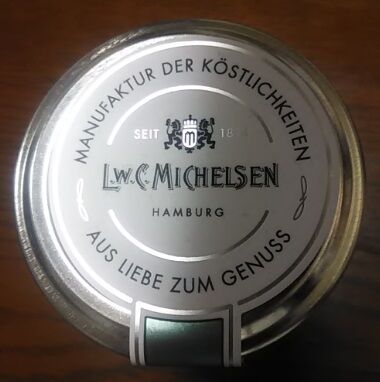 MANUFAKTUR DER KÖSTLICHKEITEN
SEIT
M
L.W.C. MICHELSEN
HAMBURG
AUS LIEBE ZUM GENUSS